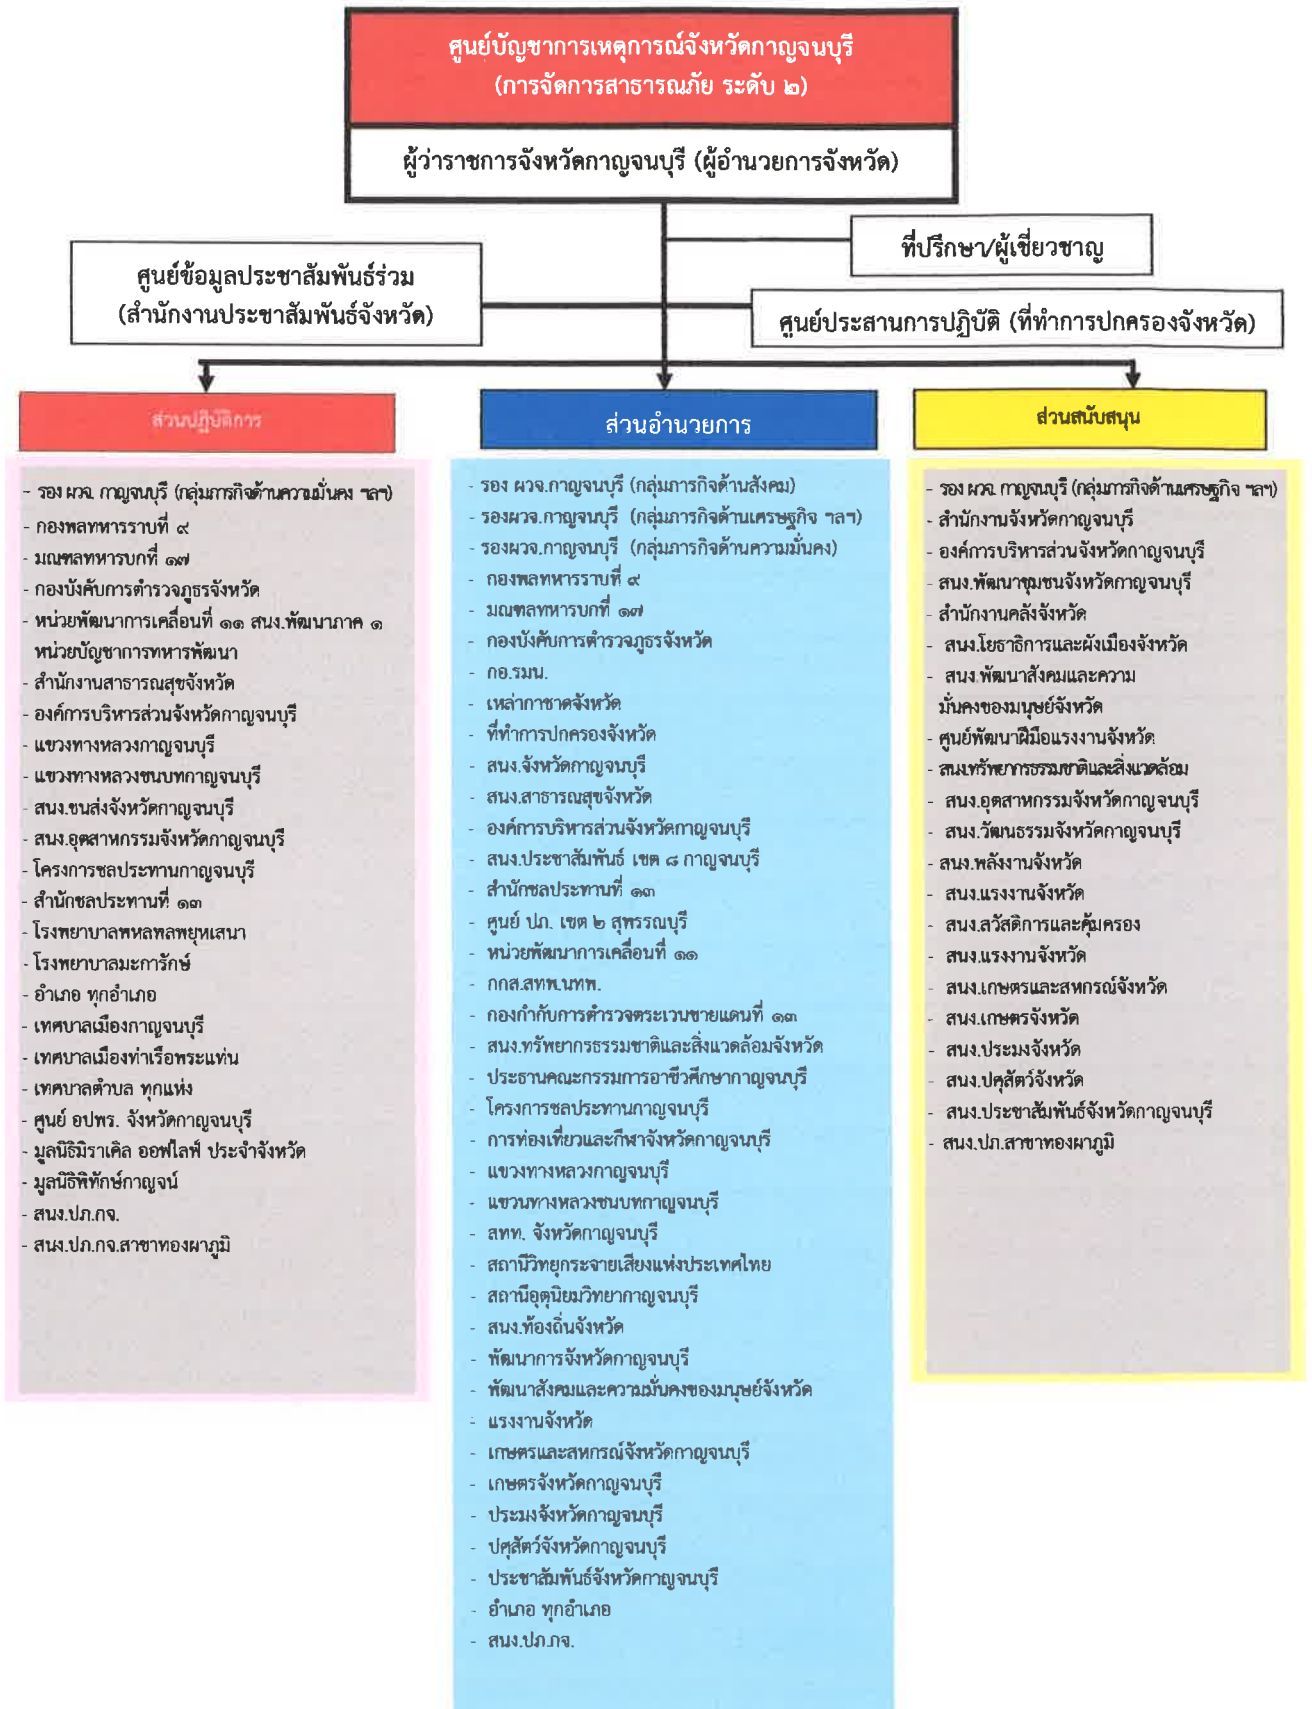 ศูนย์บัญชาการเหตุการณ์จังหวัดกาญจนบุรี
(การจัดการสาธารณภัย ระดับ ๒)
ผู้ว่าราชการจังหวัดกาญจนบุรี (ผู้อำนวยการจังหวัด)
ที่ปรึกษา/ผู้เชี่ยวชาญ
ศูนย์ข้อมูลประชาสัมพันธ์ร่วม
(สำนักงานประชาสัมพันธ์จังหวัด)
ศูนย์ประสานการปฏิบัติ (ที่ทำการปกครองจังหวัด)
ส่วนปฏิบัติการ
- รอง ผวจ. กาญจนบุรี (กลุ่มภารกิจด้านความมั่นคง ฯลฯ)
- กองพลทหารราบที่ ๙
- มณฑลทหารบกที่ ๑๗
- กองบังคับการตำรวจภูธรจังหวัด
- หน่วยพัฒนาการเคลื่อนที่ ๑๑ สนง.พัฒนาภาค ๑
หน่วยบัญชาการทหารพัฒนา
- สำนักงานสาธารณสุขจังหวัด
- องค์การบริหารส่วนจังหวัดกาญจนบุรี
- แขวงทางหลวงกาญจนบุรี
- แขวงทางหลวงชนบทกาญจนบุรี
- สนง.ขนส่งจังหวัดกาญจนบุรี
- สนง.อุตสาหกรรมจังหวัดกาญจนบุรี
- โครงการชลประทานกาญจนบุรี
- สำนักชลประทานที่ ๑๓
- โรงพยาบาลพหลพลพยุหเสนา
- โรงพยาบาลมะการักษ์
- อำเภอ ทุกอำเภอ
- เทศบาลเมืองกาญจนบุรี
- เทศบาลเมืองท่าเรือพระแท่น
- เทศบาลตำบล ทุกแห่ง
- ศูนย์ อปพร. จังหวัดกาญจนบุรี
- มูลนิธิมิราเคิล ออฟไลฟ์ ประจำจังหวัด
- มูลนิธิพิทักษ์กาญจน์
- สนง.ปภ.กจ.
- สนง.ปภ.กจ.สาขาทองผาภูมิ
ส่วนอำนวยการ
- รอง ผวจ.กาญจนบุรี (กลุ่มภารกิจด้านสังคม)
- รองผวจ.กาญจนบุรี (กลุ่มภารกิจด้านเศรษฐกิจ ฯลฯ)
- รองผวจ.กาญจนบุรี (กลุ่มภารกิจด้านความมั่นคง)
- กองพลทหารราบที่ ๙
- มณฑลทหารบกที่ ๑๗
- กองบังคับการตำรวจภูธรจังหวัด
- กอ.รมน.
- เหล่ากาชาดจังหวัด
- ที่ทำการปกครองจังหวัด
- สนง.จังหวัดกาญจนบุรี
- สนง.สาธารณสุขจังหวัด
- องค์การบริหารส่วนจังหวัดกาญจนบุรี
- สนง.ประชาสัมพันธ์ เขต ๘ กาญจนบุรี
- สำนักชลประทานที่ ๑๓
- ศูนย์ ปภ. เขต ๒ สุพรรณบุรี
- หน่วยพัฒนาการเคลื่อนที่ ๑๑
- กกส.สทพ.นทพ.
- กองกำกับการตำรวจตระเวนชายแดนที่ ๑๓
- สนง.ทรัพยากรธรรมชาติและสิ่งแวดล้อมจังหวัด
- ประธานคณะกรรมการอาชีวศึกษากาญจนบุรี
- โครงการชลประทานกาญจนบุรี
- การท่องเที่ยวและกีฬาจังหวัดกาญจนบุรี
- แขวงทางหลวงกาญจนบุรี
- แขวนทางหลวงชนบทกาญจนบุรี
- สทท. จังหวัดกาญจนบุรี
- สถานีวิทยุกระจายเสียงแห่งประเทศไทย
- สถานีอุตุนิยมวิทยากาญจนบุรี
- สนง.ท้องถิ่นจังหวัด
- พัฒนาการจังหวัดกาญจนบุรี
- พัฒนาสังคมและความมั่นคงของมนุษย์จังหวัด
- แรงงานจังหวัด
- เกษตรและสหกรณ์จังหวัดกาญจนบุรี
- เกษตรจังหวัดกาญจนบุรี
- ประมงจังหวัดกาญจนบุรี
- ปศุสัตว์จังหวัดกาญจนบุรี
- ประชาสัมพันธ์จังหวัดกาญจนบุรี
- อำเภอ ทุกอำเภอ
- สนง.ปภ.กจ.
ส่วนสนับสนุน
- รอง ผวจ. กาญจนบุรี (กลุ่มภารกิจด้านเศรษฐกิจ ฯลฯ)
- สำนักงานจังหวัดกาญจนบุรี
- องค์การบริหารส่วนจังหวัดกาญจนบุรี
- สนง.พัฒนาชุมชนจังหวัดกาญจนบุรี
- สำนักงานคลังจังหวัด
- สนง.โยธาธิการและผังเมืองจังหวัด
- สนง.พัฒนาสังคมและความ
มั่นคงของมนุษย์จังหวัด
- ศูนย์พัฒนาฝีมือแรงงานจังหวัด
- สนง.ทรัพยากรธรรมชาติและสิ่งแวดล้อม
- สนง.อุตสาหกรรมจังหวัดกาญจนบุรี
- สนง.วัฒนธรรมจังหวัดกาญจนบุรี
- สนง.พลังงานจังหวัด
- สนง.แรงงานจังหวัด
- สนง.สวัสดิการและคุ้มครอง
- สนง.แรงงานจังหวัด
- สนง.เกษตรและสหกรณ์จังหวัด
- สนง.เกษตรจังหวัด
- สนง.ประมงจังหวัด
- สนง.ปศุสัตว์จังหวัด
- สนง.ประชาสัมพันธ์จังหวัดกาญจนบุรี
- สนง.ปภ.สาขาทองผาภูมิ